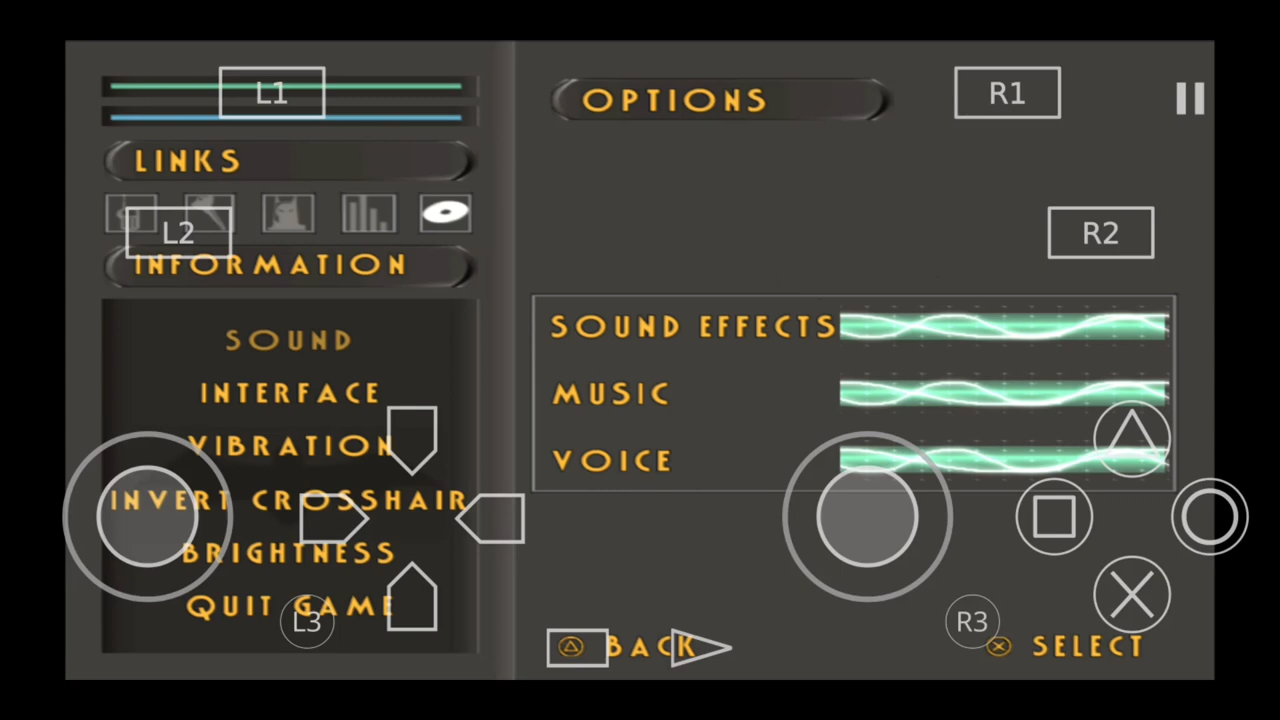 L1
OPTIONS
R1
LINKS
L2
R2
INFORMATION
SOUND
INTERFACE
VIBRATION
INVERT CROSSHAIR
BRIGHTNESS
QUIT GAME
L3
SOUND EFFECTS
MUSIC
VOICE
R3
BACK
SELECT